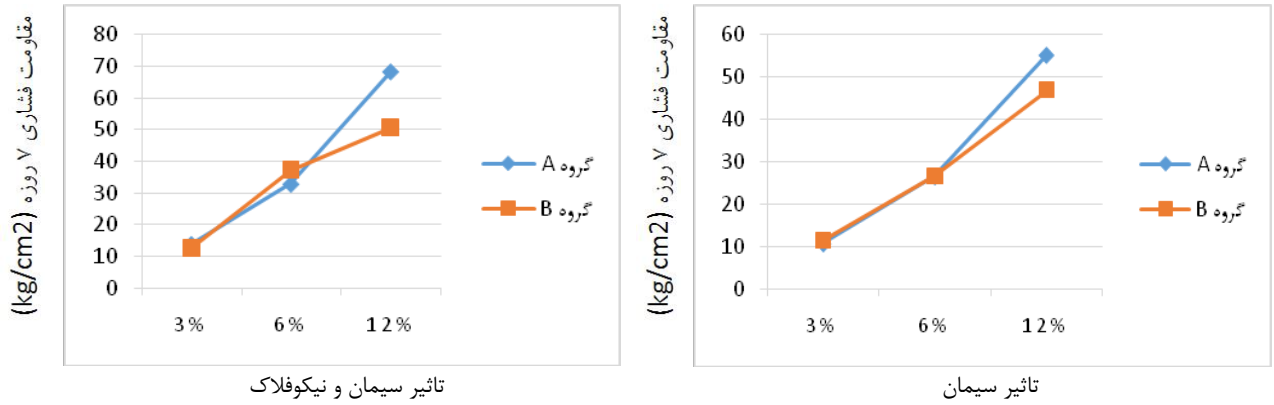 مقاومت فشاری ۷ روزه (kg/cm2)
80
70
60
50
40
30
20
10
0
3%
6%
12%
گروه A
گروه B
تاثیر سیمان و نیکوفلاک
مقاومت فشاری ۷ روزه (kg/cm2)
60
50
40
30
20
10
0
3%
6%
12%
گروه A
گروه B
تاثیر سیمان